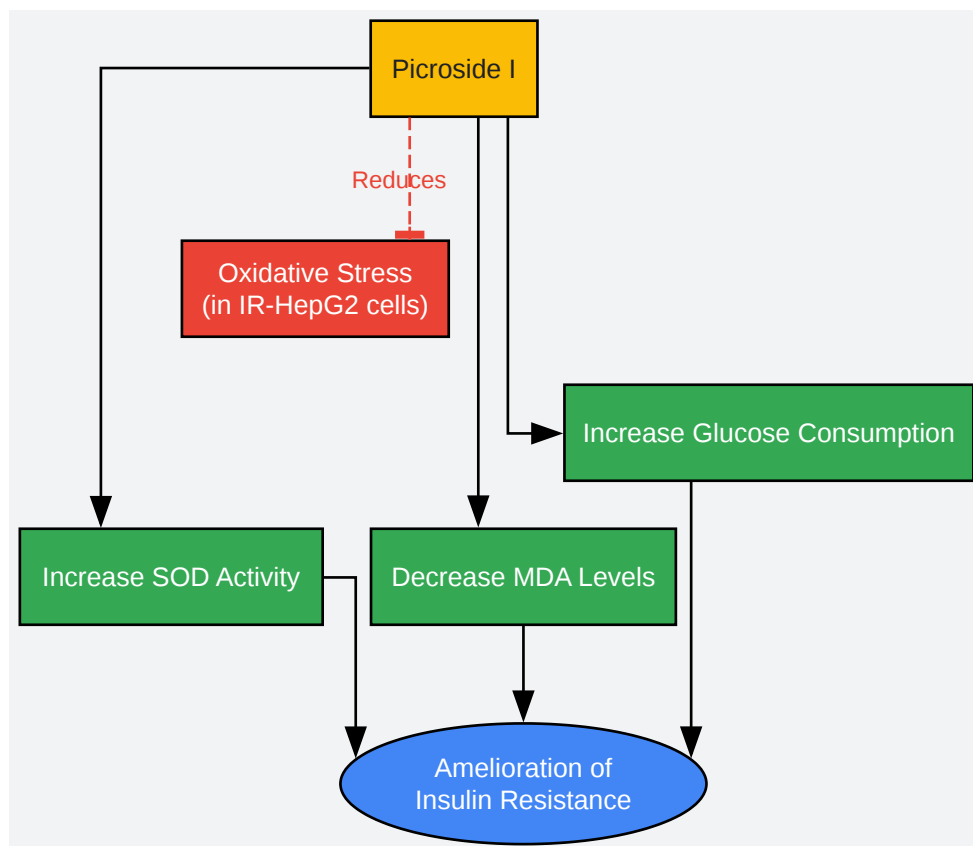 Picroside I
Reduces
Oxidative Stress
(in IR-HepG2 cells)
Increase Glucose Consumption
Increase SOD Activity
Decrease MDA Levels
Amelioration of
Insulin Resistance